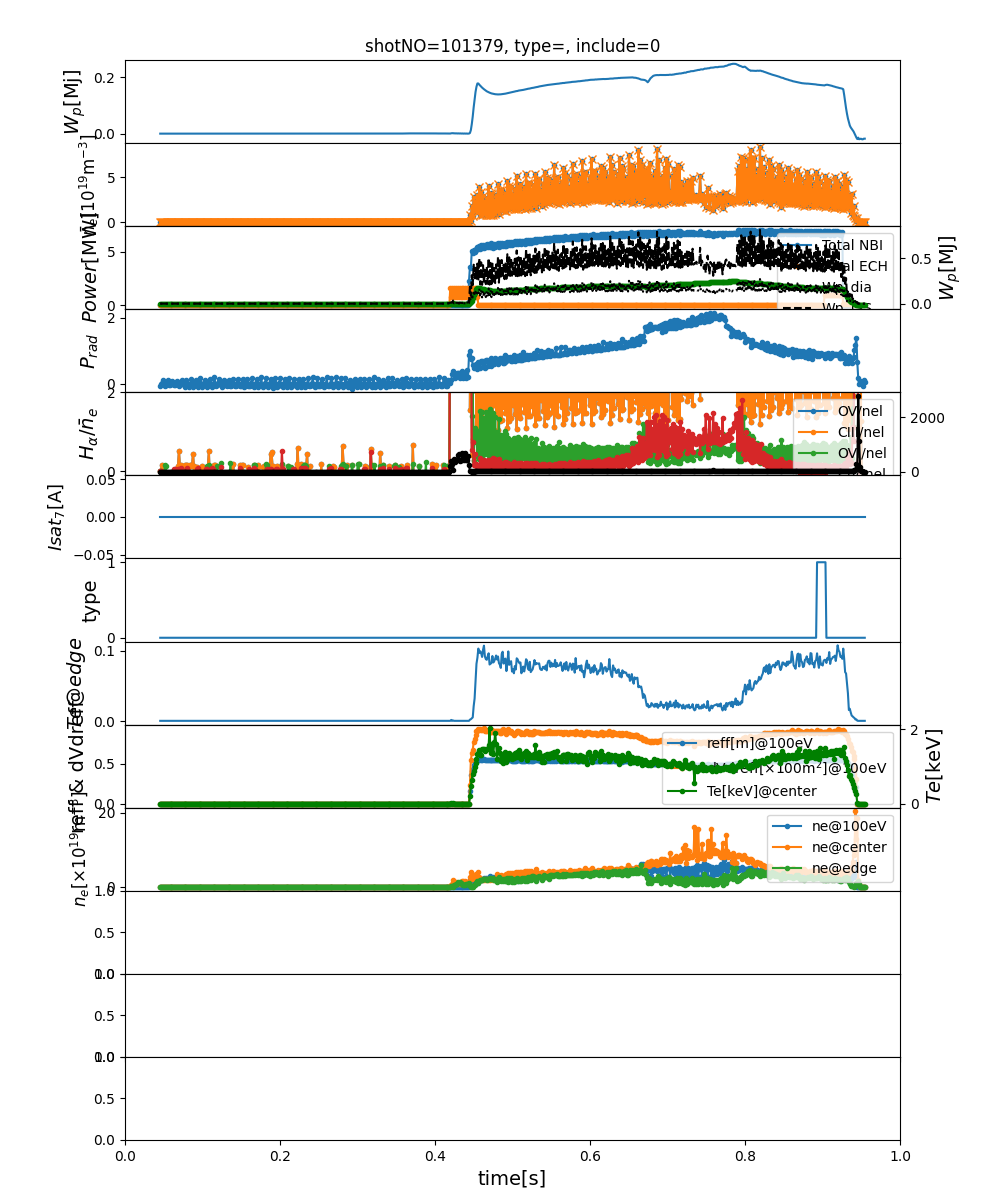 shotNO=101379, type=, include=0
W_p[MJ]
0.2
0.0
n̄_e[10^19m^-3]
5
0
Power[MW]
5
0
Total NBI
Wp_dia
0.5
0.0
W_p[MJ]
P_rad
2
0
H_α/n̄_e
2
0
OV/nel
CIII/nel
OVI/nel
2000
0
Isat_7[A]
0.05
0.00
−0.05
type
1
0
Te@edge
0.1
0.0
reff & dVdreff
0.5
0.0
reff[m]@100eV
[×100m^2]@100eV
Te[keV]@center
2
0
Te[keV]
n_e[×10^19m^-3]
20
0
ne@100eV
ne@center
ne@edge
1.0
0.5
0.0
1.0
0.5
0.0
1.0
0.5
0.0
0.0
0.2
0.4
0.6
0.8
1.0
time[s]